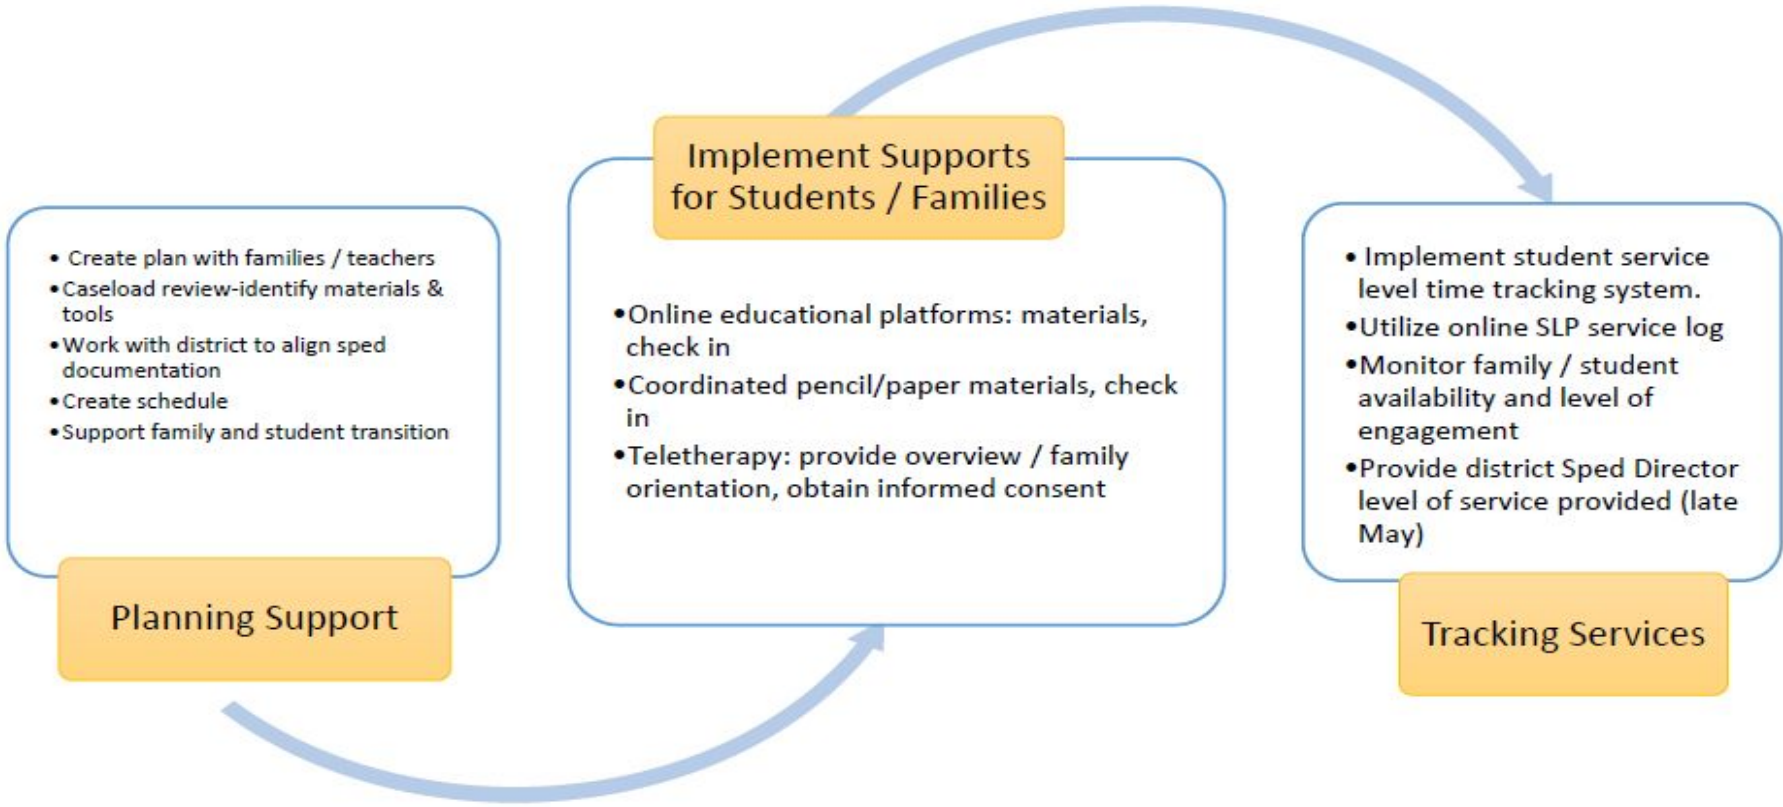 • Create plan with families / teachers
•Caseload review-identify materials &
tools
•Work with district to align sped
documentation
•Create schedule
•Support family and student transition
Planning Support
Implement Supports
for Students / Families
•Online educational platforms: materials,
check in
•Coordinated pencil/paper materials, check
in
•Teletherapy: provide overview / family
orientation, obtain informed consent
• Implement student service
level time tracking system.
•Utilize online SLP service log
•Monitor family / student
availability and level of
engagement
•Provide district Sped Director
level of service provided (late
May)
Tracking Services